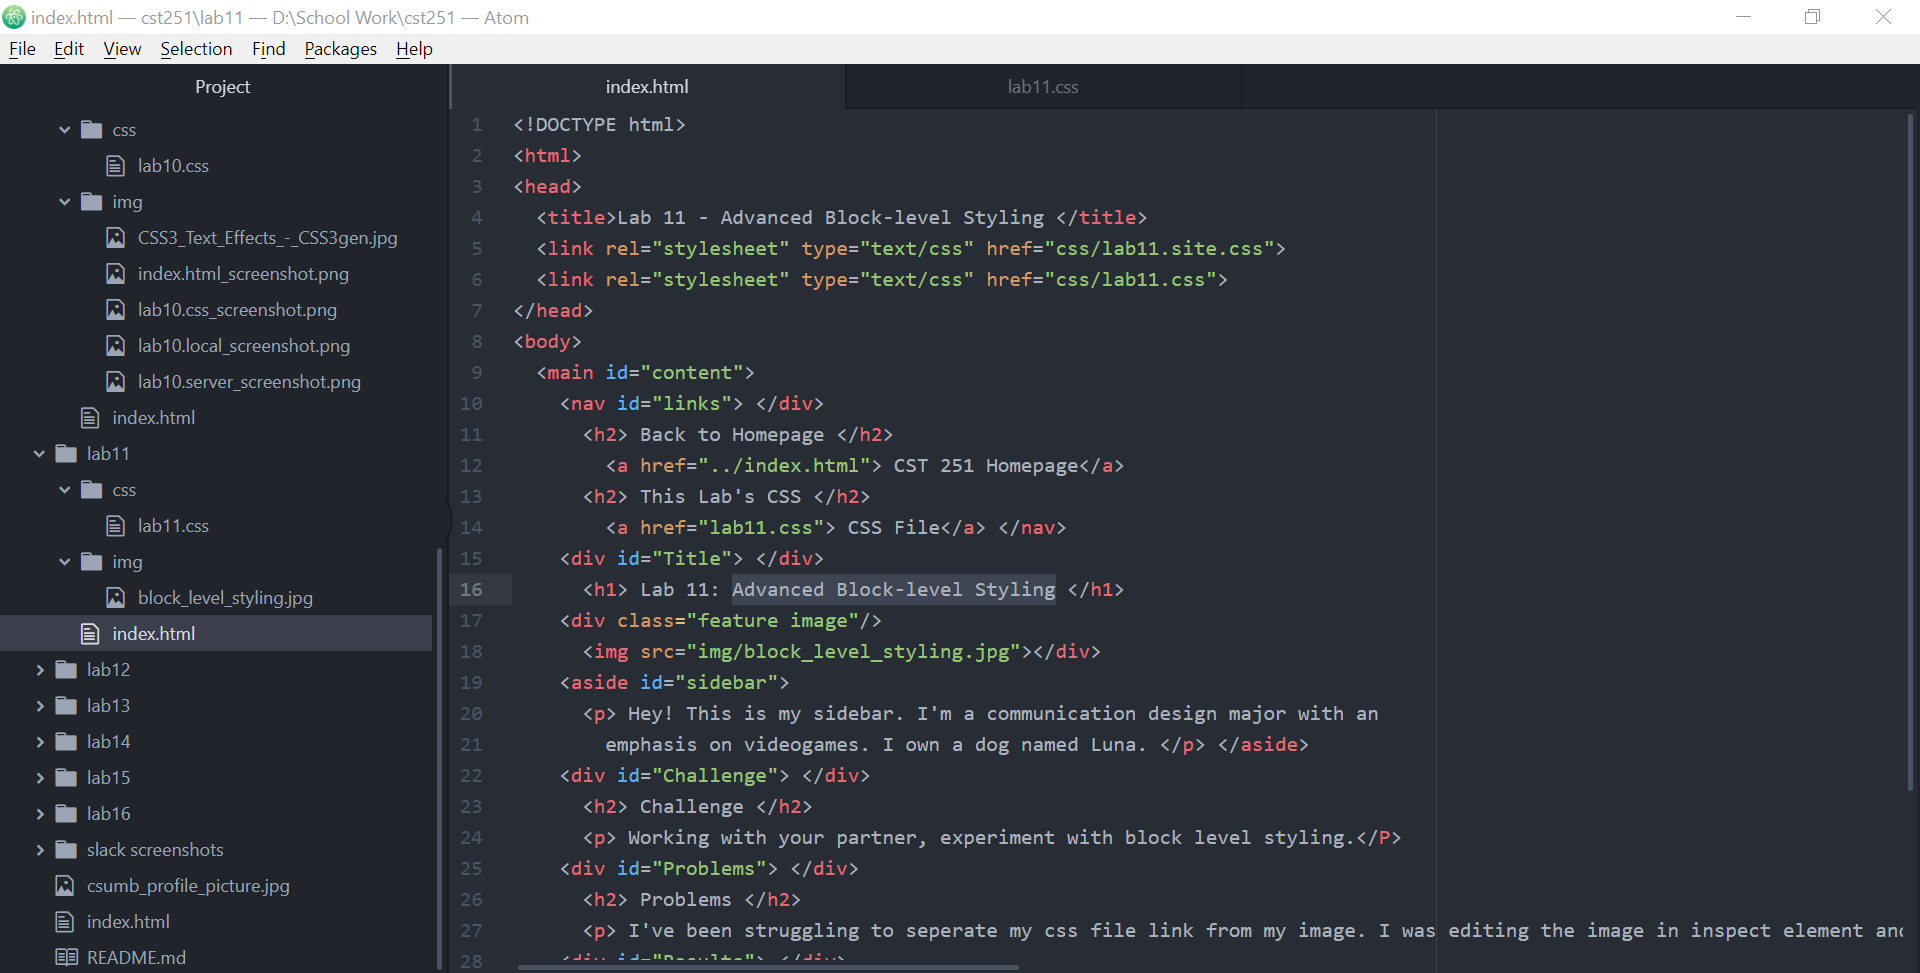 index.html — cst251\lab11 — D:\School Work\cst251 — Atom
File Edit View Selection Find Packages Help
Project
css
lab10.css
img
CSS3_Text_Effects_-_CSS3gen.jpg
index.html_screenshot.png
lab10.css_screenshot.png
lab10.local_screenshot.png
lab10.server_screenshot.png
index.html
lab11
css
lab11.css
img
block_level_styling.jpg
index.html
lab12
lab13
lab14
lab15
lab16
slack screenshots
csumb_profile_picture.jpg
index.html
README.md
index.html lab11.css
1 <!DOCTYPE html>
2 <html>
3 <head>
4 <title>Lab 11 - Advanced Block-level Styling </title>
5 <link rel="stylesheet" type="text/css" href="css/lab11.site.css">
6 <link rel="stylesheet" type="text/css" href="css/lab11.css">
7 </head>
8 <body>
9 <main id="content">
10 <nav id="links"> </div>
11 <h2> Back to Homepage </h2>
12 <a href="../index.html"> CST 251 Homepage</a>
13 <h2> This Lab's CSS </h2>
14 <a href="lab11.css"> CSS File</a> </nav>
15 <div id="Title"> </div>
16 <h1> Lab 11: Advanced Block-level Styling </h1>
17 <div class="feature image"/>
18 <img src="img/block_level_styling.jpg"></div>
19 <aside id="sidebar">
20 <p> Hey! This is my sidebar. I'm a communication design major with an
21 emphasis on videogames. I own a dog named Luna. </p> </aside>
22 <div id="Challenge"> </div>
23 <h2> Challenge </h2>
24 <p> Working with your partner, experiment with block level styling.</P>
25 <div id="Problems"> </div>
26 <h2> Problems </h2>
27 <p> I've been struggling to seperate my css file link from my image. I was editing the image in inspect element and
28 <div id="Results"> </div>